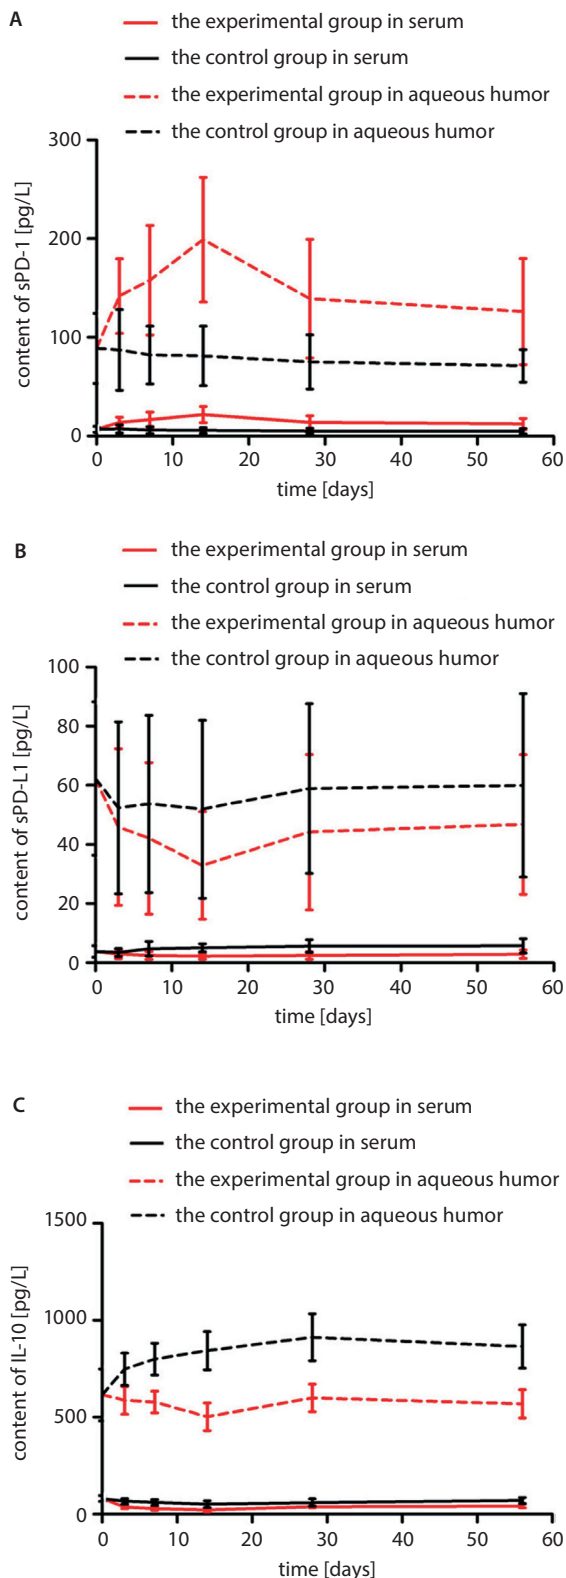 A
the experimental group in serum
the control group in serum
the experimental group in aqueous humor
the control group in aqueous humor
content of sPD-1 [pg/L]
300
200
100
0
0 10 20 30 40 50 60
time [days]
B
the experimental group in serum
the control group in serum
the experimental group in aqueous humor
the control group in aqueous humor
content of sPD-L1 [pg/L]
100
80
60
40
20
0
0 10 20 30 40 50 60
time [days]
C
the experimental group in serum
the control group in serum
the experimental group in aqueous humor
the control group in aqueous humor
content of IL-10 [pg/L]
1500
1000
500
0
0 10 20 30 40 50 60
time [days]